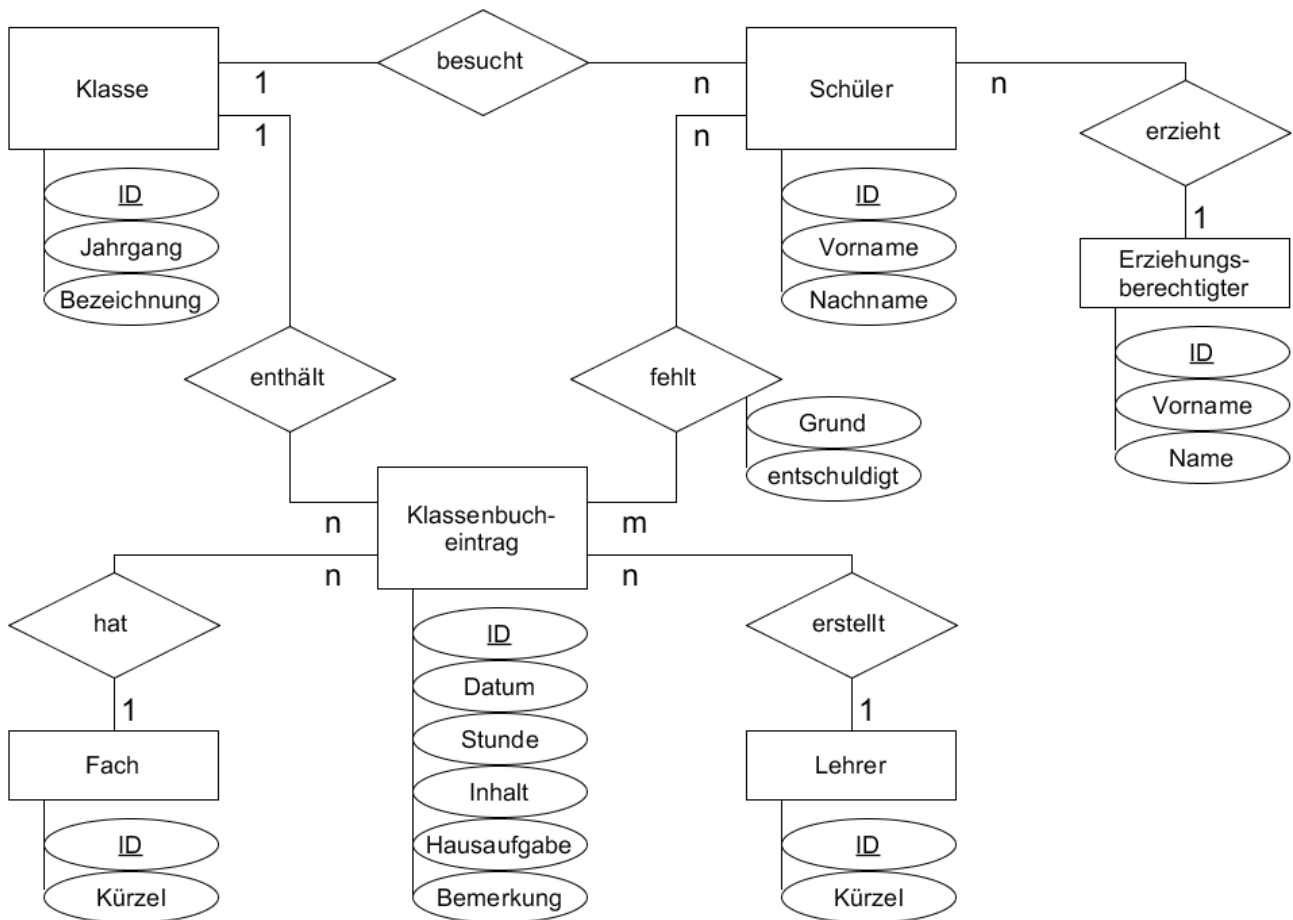 besucht
Klasse
1
n
Schüler
n
1
n
erzieht
ID
Jahrgang
Bezeichnung
ID
Vorname
Nachname
1
Erziehungs-
berechtigter
enthält
fehlt
ID
Vorname
Name
Grund
entschuldigt
n
Klassenbuch-
eintrag
m
n
n
hat
erstellt
ID
Datum
Stunde
Inhalt
Hausaufgabe
Bemerkung
1
Fach
ID
Kürzel
1
Lehrer
ID
Kürzel